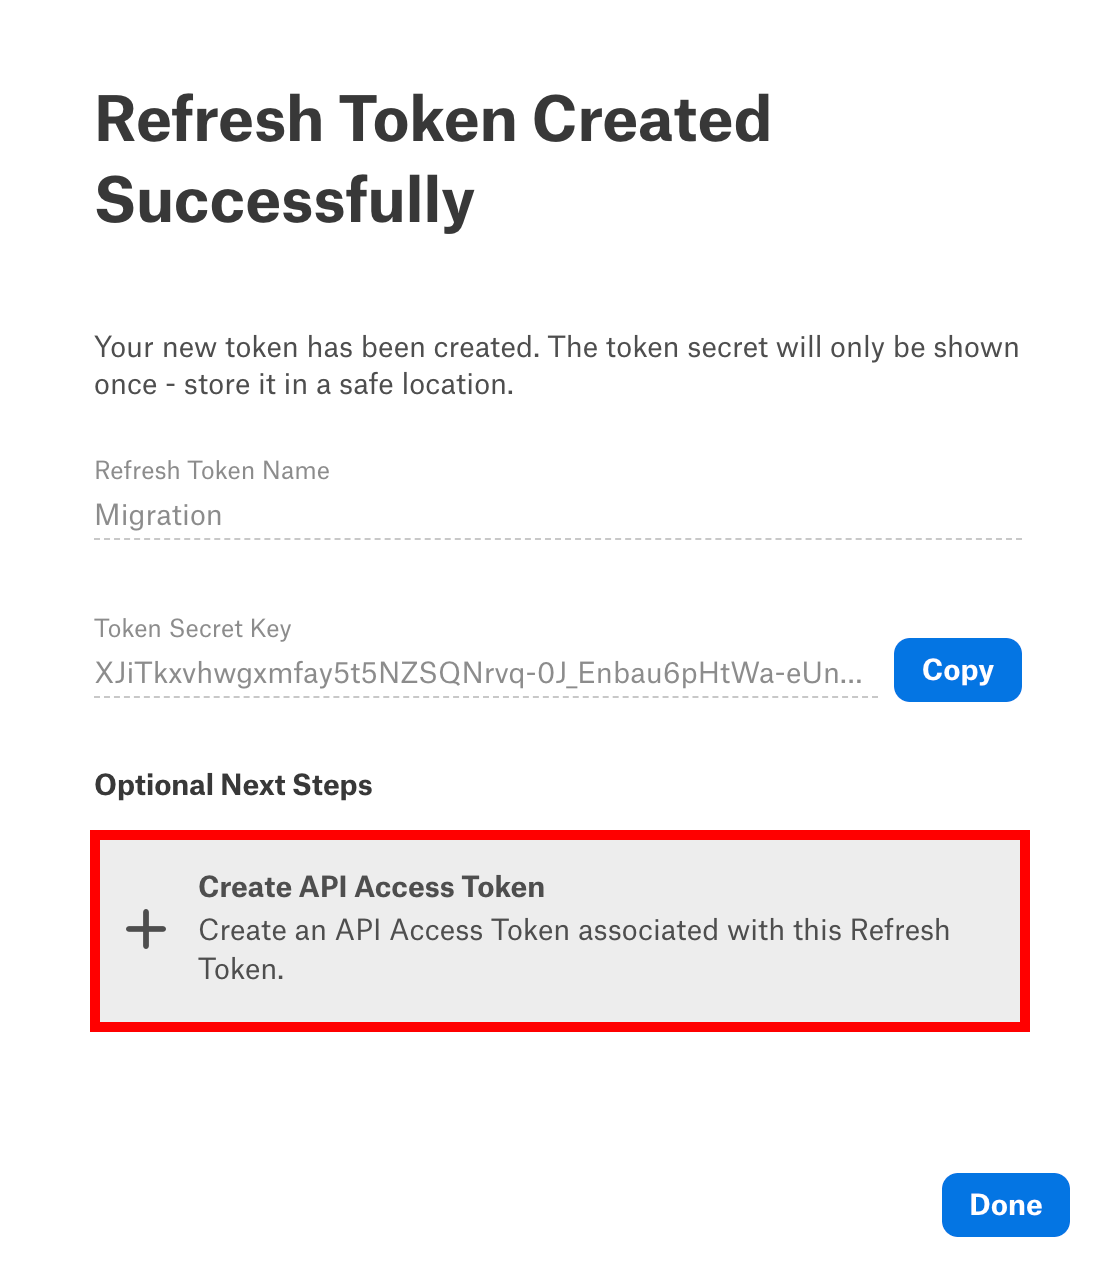 Refresh Token Created
Successfully
Your new token has been created. The token secret will only be shown
once - store it in a safe location.
Refresh Token Name
Migration
Token Secret Key
XJiTkxvhwgxmfay5t5NZSQNrvq-0J_Enbau6pHtWa-eUn...
Copy
Optional Next Steps
Create API Access Token
Create an API Access Token associated with this Refresh
Token.
Done